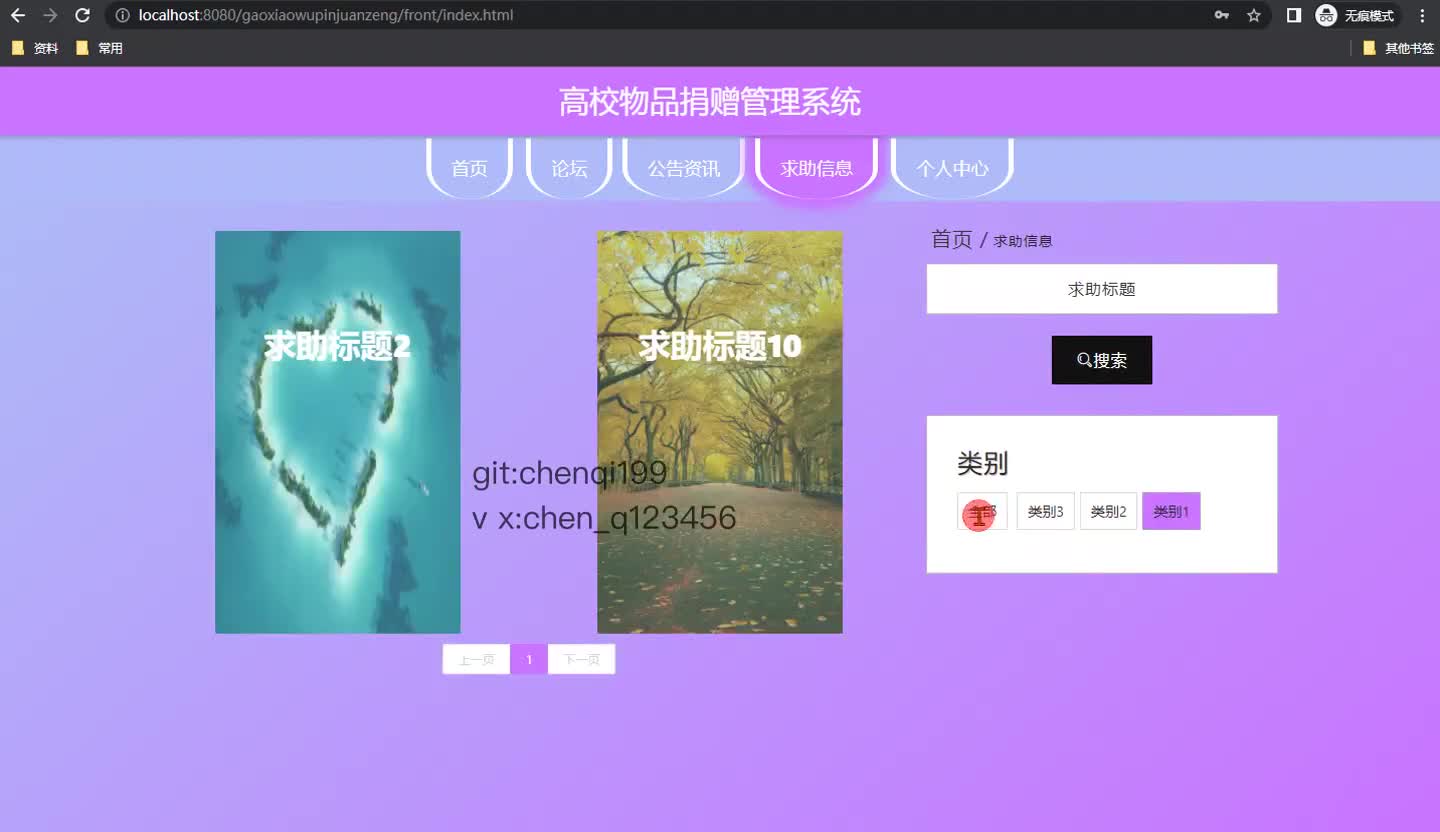 localhost:8080/gaoxiaowupinjuanzeng/front/index.html
无痕模式
资料
常用
其他书签
高校物品捐赠管理系统
首页
论坛
公告资讯
求助信息
个人中心
首页 / 求助信息
求助标题
搜索
求助标题2
求助标题10
类别
类别3
类别2
类别1
git:chenqi199
v x:chen_q123456
上一页
1
下一页